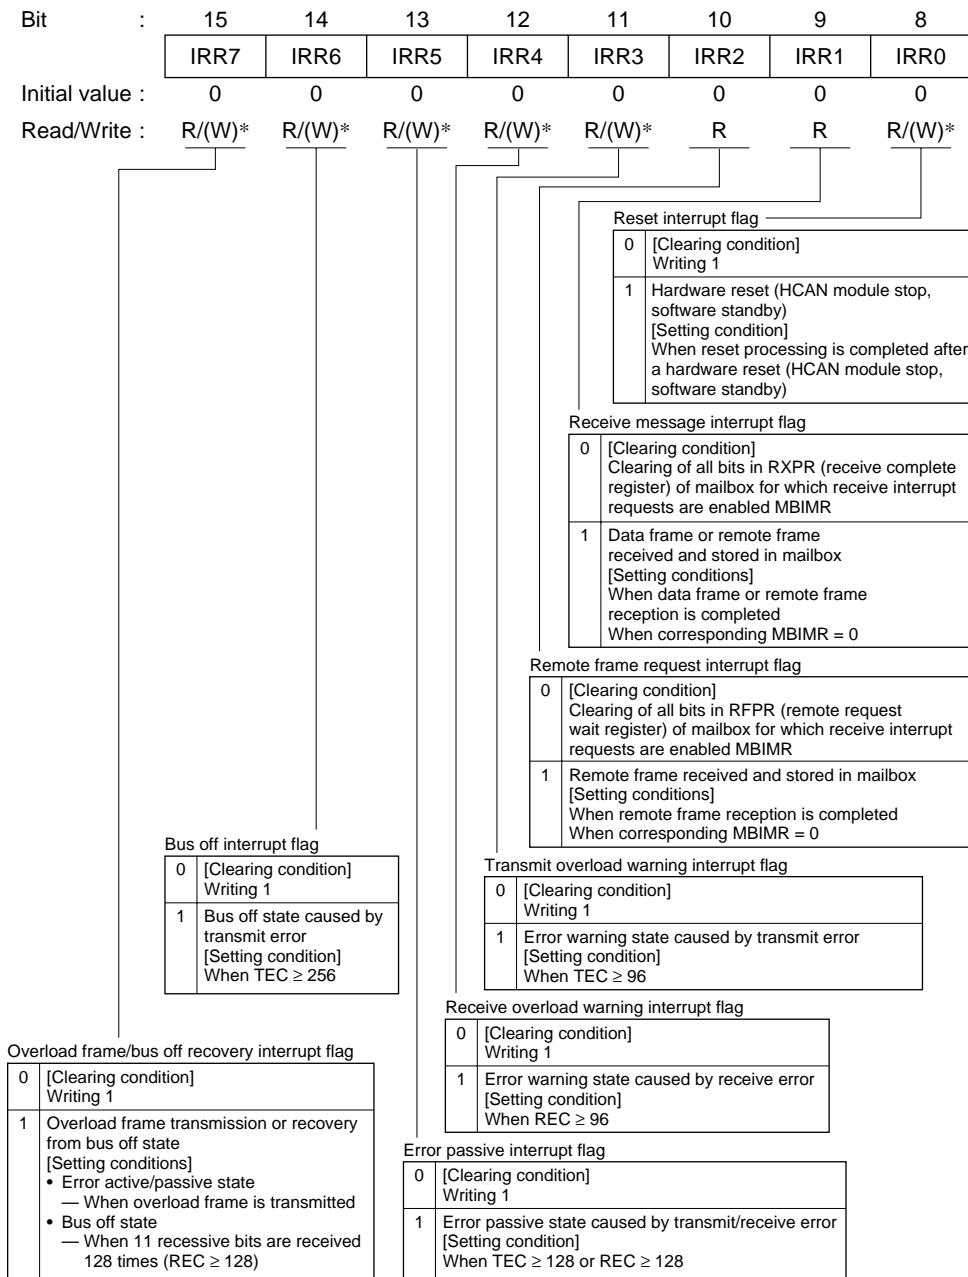 Bit : 15 14 13 12 11 10 9 8
IRR7 IRR6 IRR5 IRR4 IRR3 IRR2 IRR1 IRR0
Initial value : 0 0 0 0 0 0 0 0
Read/Write : R/(W)* R/(W)* R/(W)* R/(W)* R/(W)* R R R/(W)*
Reset interrupt flag
0 [Clearing condition]
Writing 1
1 Hardware reset (HCAN module stop,
software standby)
[Setting condition]
When reset processing is completed after
a hardware reset (HCAN module stop,
software standby)
Receive message interrupt flag
0 [Clearing condition]
Clearing of all bits in RXPR (receive complete
register) of mailbox for which receive interrupt
requests are enabled MBIMR
1 Data frame or remote frame
received and stored in mailbox
[Setting conditions]
When data frame or remote frame
reception is completed
When corresponding MBIMR = 0
Remote frame request interrupt flag
0 [Clearing condition]
Clearing of all bits in RFPR (remote request
wait register) of mailbox for which receive interrupt
requests are enabled MBIMR
1 Remote frame received and stored in mailbox
[Setting conditions]
When remote frame reception is completed
When corresponding MBIMR = 0
Bus off interrupt flag
0 [Clearing condition]
Writing 1
1 Bus off state caused by
transmit error
[Setting condition]
When TEC ≥ 256
Transmit overload warning interrupt flag
0 [Clearing condition]
Writing 1
1 Error warning state caused by transmit error
[Setting condition]
When TEC ≥ 96
Receive overload warning interrupt flag
0 [Clearing condition]
Writing 1
1 Error warning state caused by receive error
[Setting condition]
When REC ≥ 96
Overload frame/bus off recovery interrupt flag
0 [Clearing condition]
Writing 1
1 Overload frame transmission or recovery
from bus off state
[Setting conditions]
• Error active/passive state
— When overload frame is transmitted
• Bus off state
— When 11 recessive bits are received
128 times (REC ≥ 128)
Error passive interrupt flag
0 [Clearing condition]
Writing 1
1 Error passive state caused by transmit/receive error
[Setting condition]
When TEC ≥ 128 or REC ≥ 128